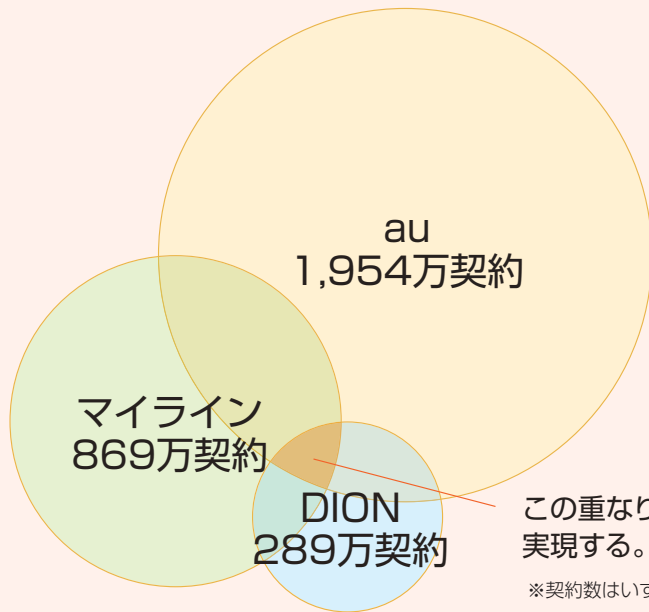 au
1,954万契約
マイライン
869万契約
DION
289万契約
この重なり
実現する。
※契約数はいず